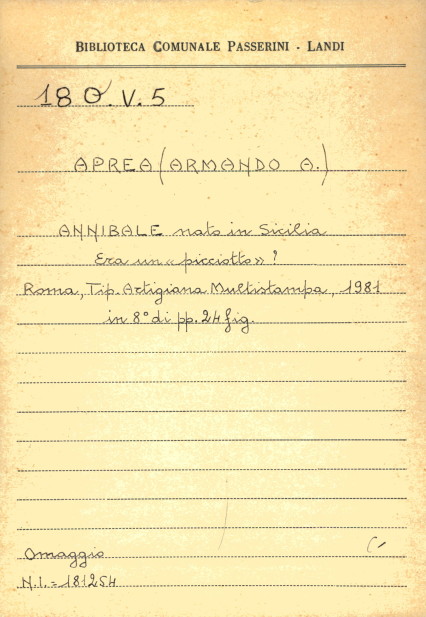 BIBLIOTECA COMUNALE PASSERINI - LANDI
180.V.5
APREA (ARMANDO A.)
ANNIBALE nato in Sicilia
Era un « picciotto » ?
Roma, Tip. Artigiana Multistampa, 1981
in 8° di pp. 24 fig.
Omaggio
N.I. = 181254